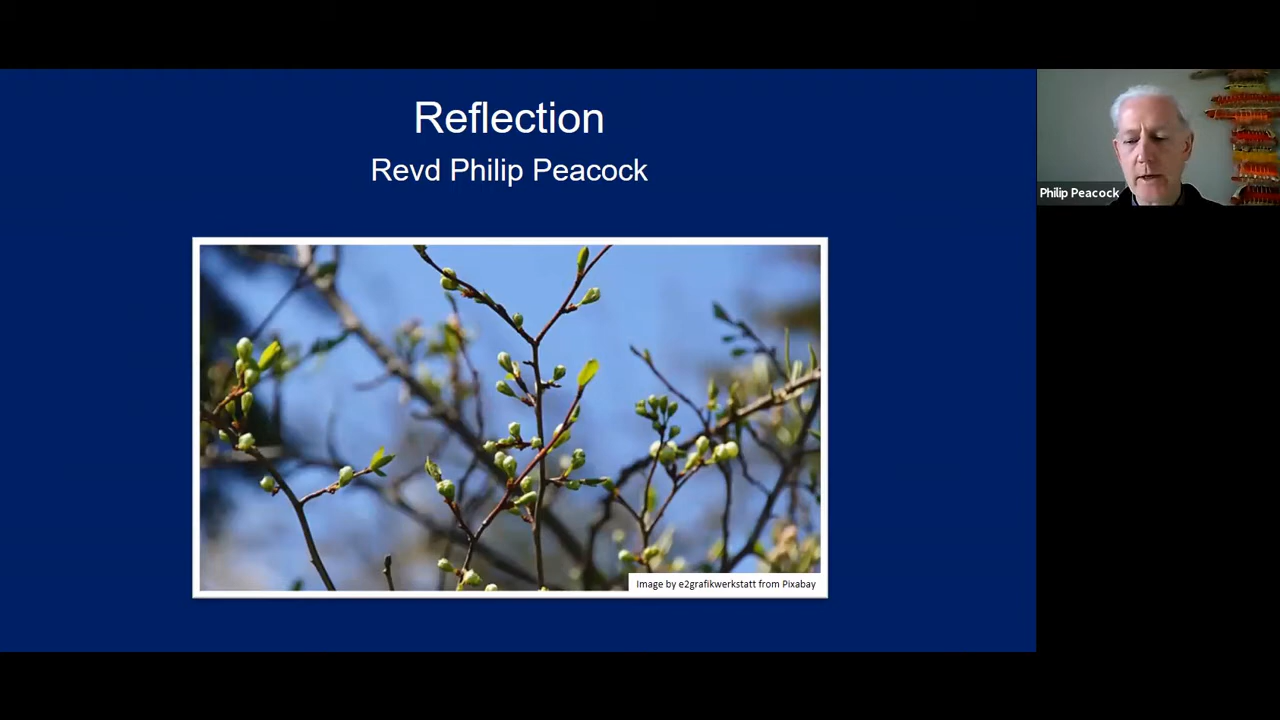 Reflection
Revd Philip Peacock
Philip Peacock
Image by e2grafikwerkstatt from Pixabay